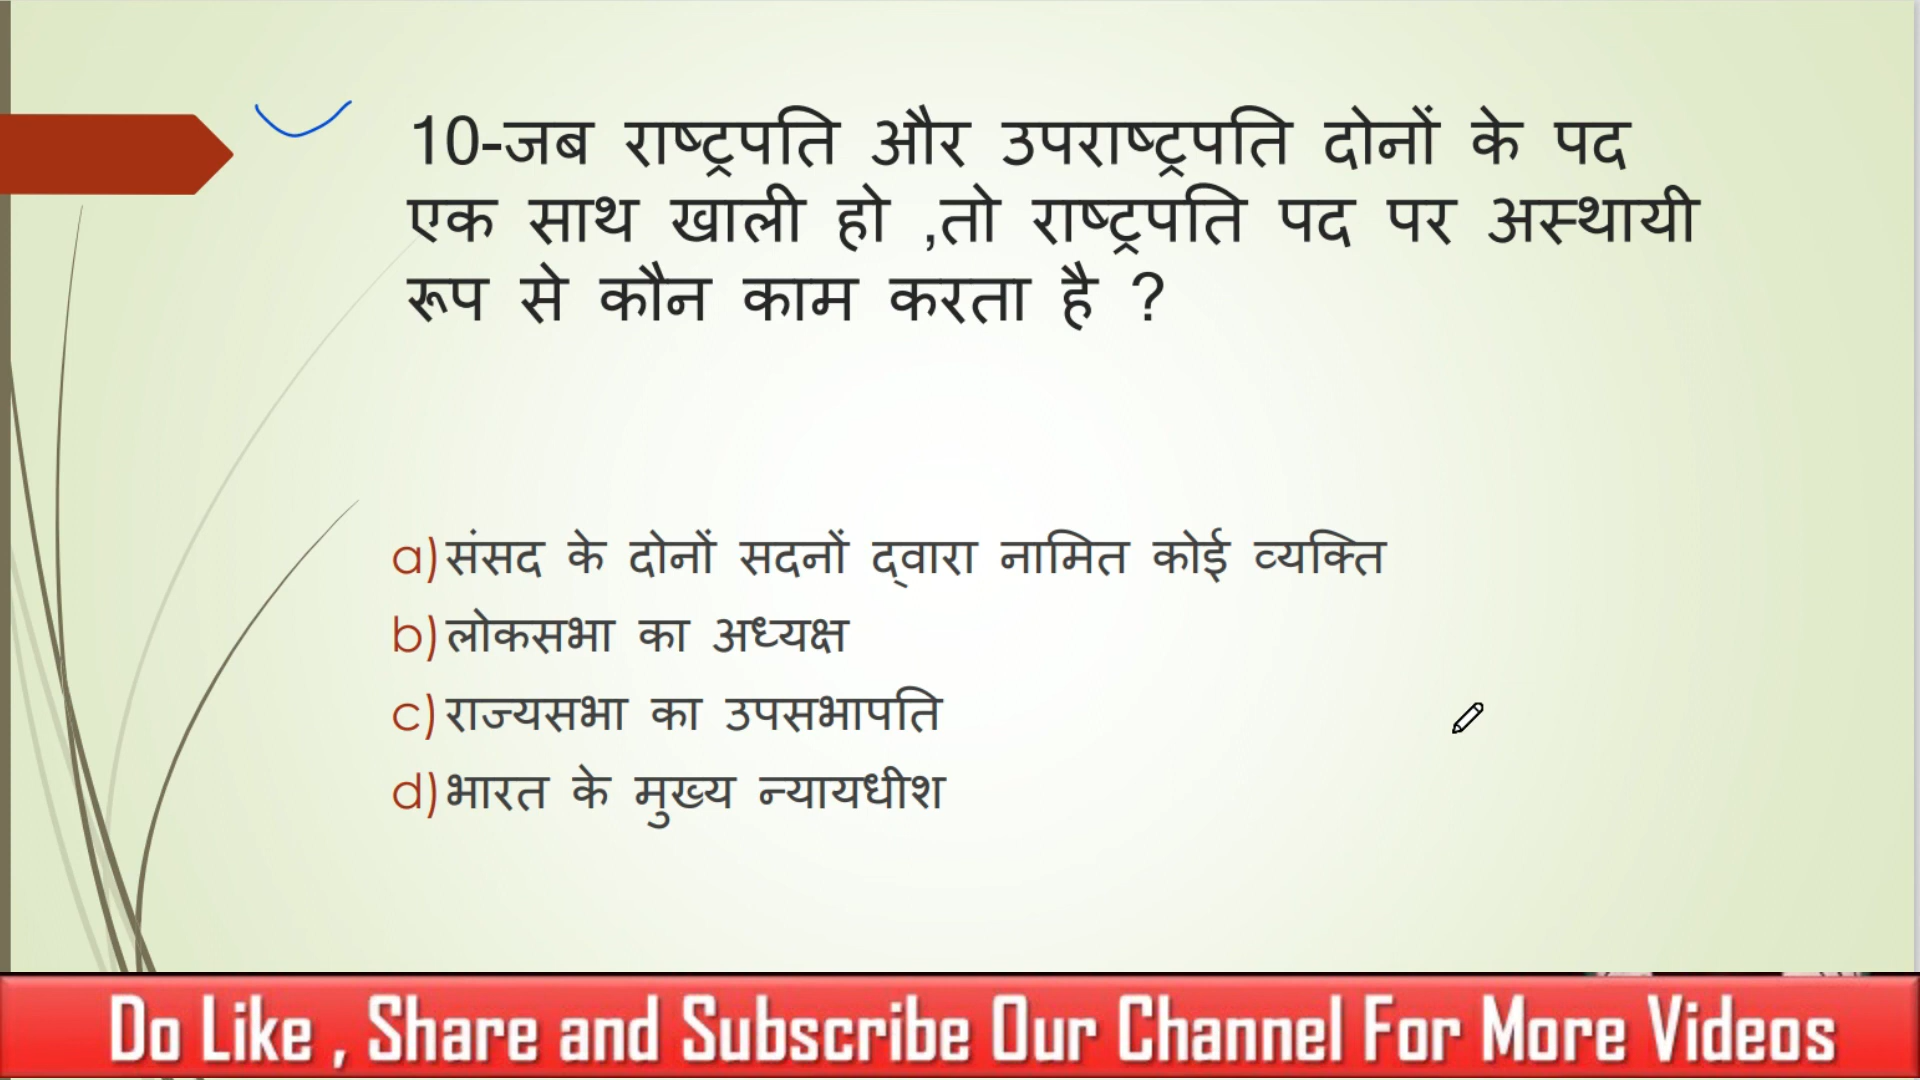 10-जब राष्ट्रपति और उपराष्ट्रपति दोनों के पद
एक साथ खाली हो ,तो राष्ट्रपति पद पर अस्थायी
रूप से कौन काम करता है ?
a) संसद के दोनों सदनों द्वारा नामित कोई व्यक्ति
b) लोकसभा का अध्यक्ष
c) राज्यसभा का उपसभापति
d) भारत के मुख्य न्यायधीश
Do Like , Share and Subscribe Our Channel For More Videos